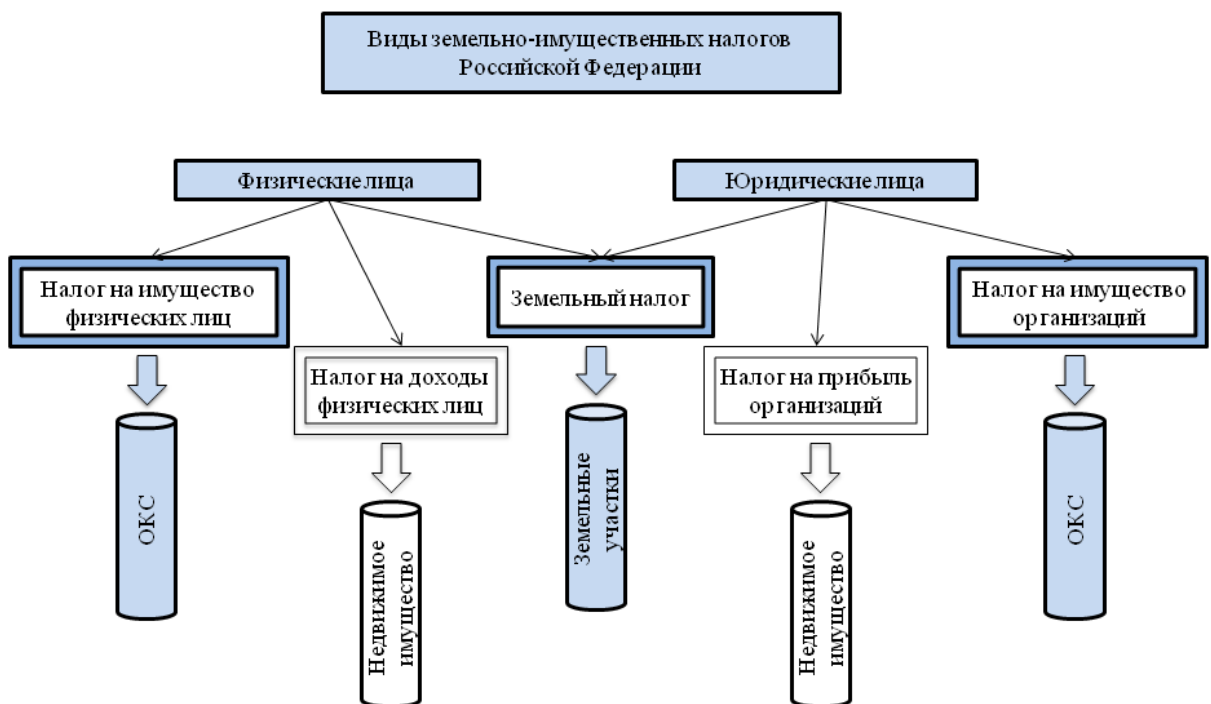 Виды земельно-имущественных налогов
Российской Федерации
Физические лица
Юридические лица
Налог на имущество
физических лиц
Земельный налог
Налог на имущество
организаций
Налог на доходы
физических лиц
Налог на прибыль
организаций
ОКС
Земельные
участки
ОКС
Недвижимое
имущество
Недвижимое
имущество